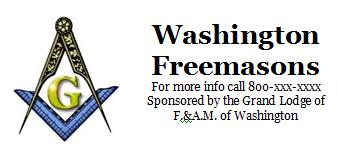 G
Washington
Freemasons
For more info call 800-xxx-xxxx
Sponsored by the Grand Lodge of
F.&A.M. of Washington